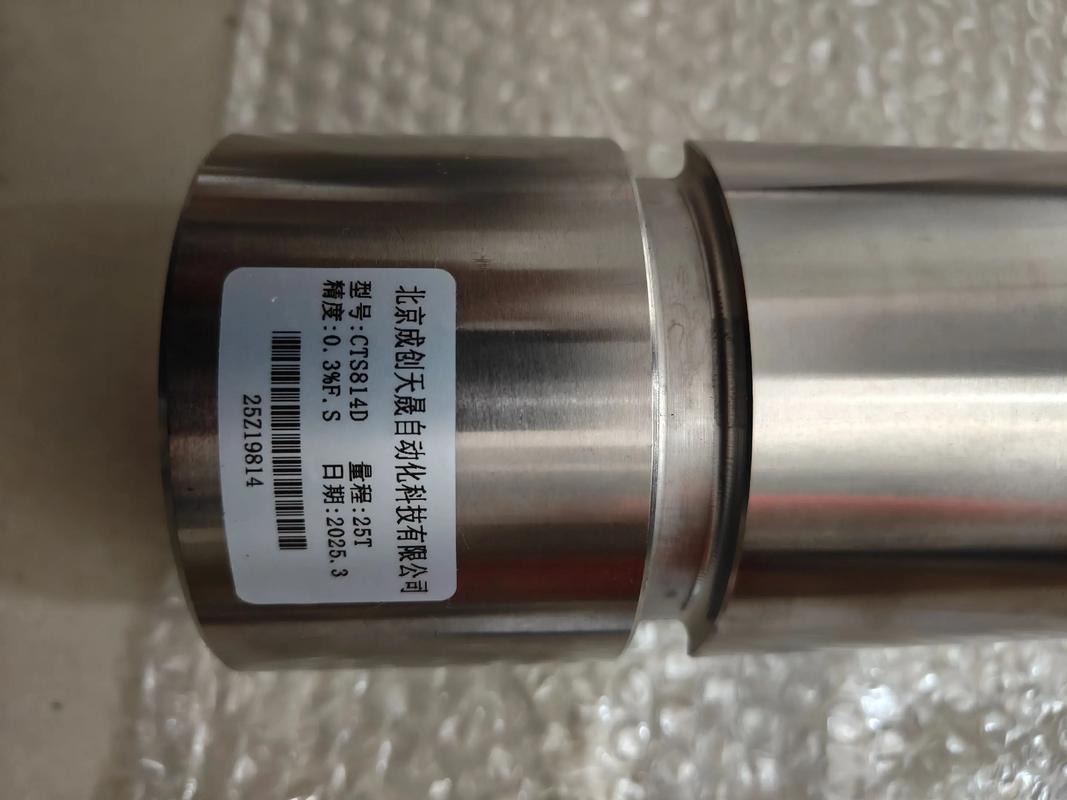 北京成创天晟自动化科技有限公司
型号:CTS814D 量程:25T
精度:0.3%F.S 日期:2025.3
25Z19814